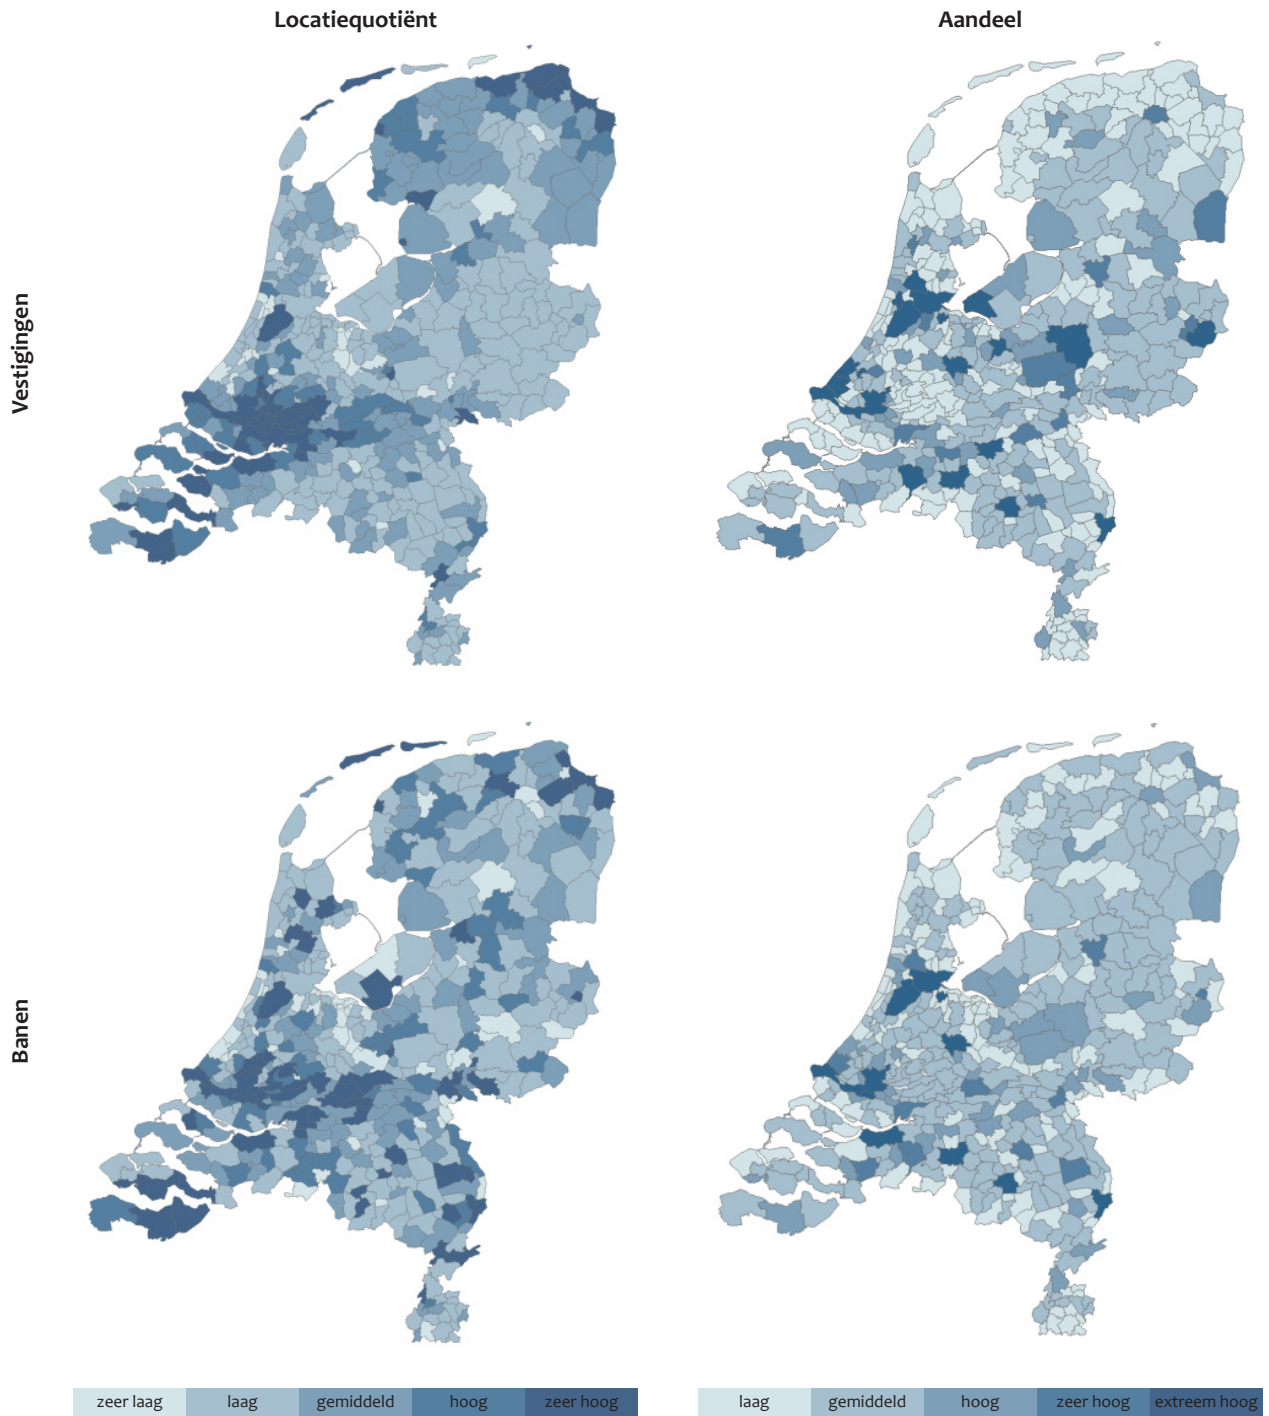 Locatiequotiënt
Aandeel
Vestigingen
Banen
zeer laag
laag
gemiddeld
hoog
zeer hoog
laag
gemiddeld
hoog
zeer hoog
extreem hoog